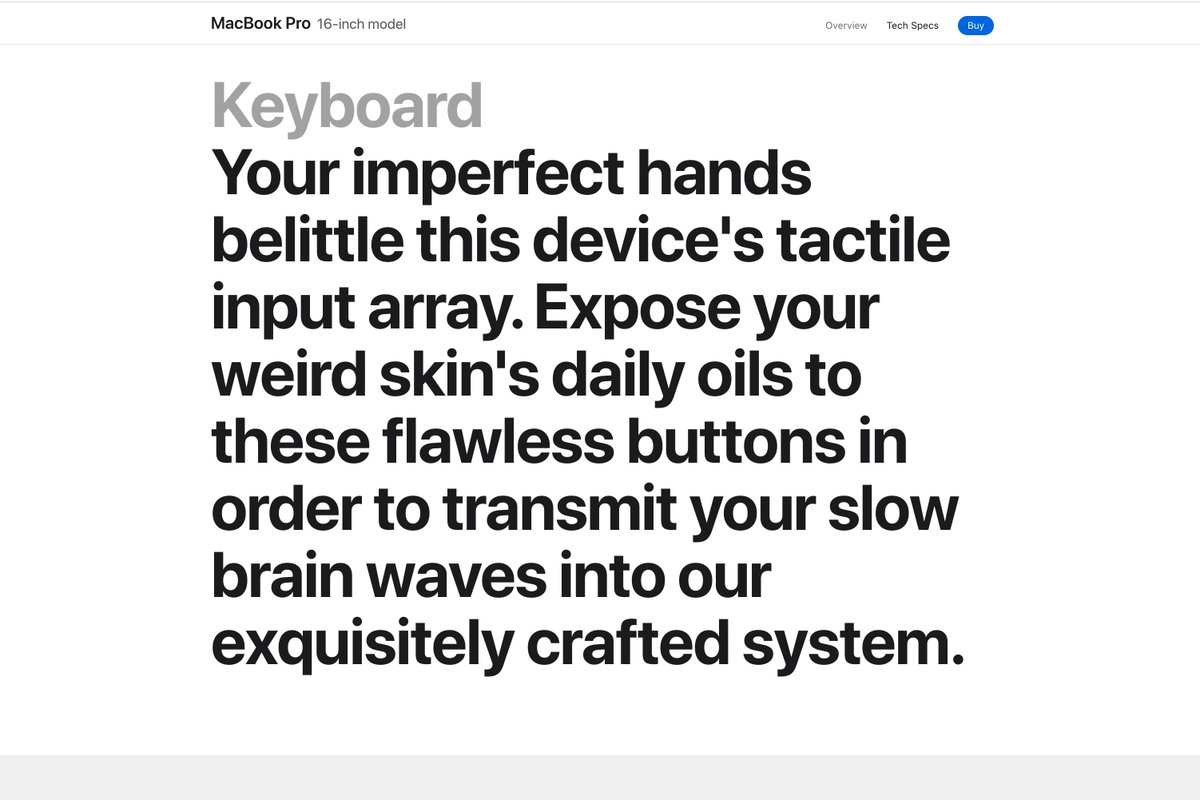 MacBook Pro 16-inch model Overview Tech Specs Buy
Keyboard
Your imperfect hands
belittle this device's tactile
input array. Expose your
weird skin's daily oils to
these flawless buttons in
order to transmit your slow
brain waves into our
exquisitely crafted system.